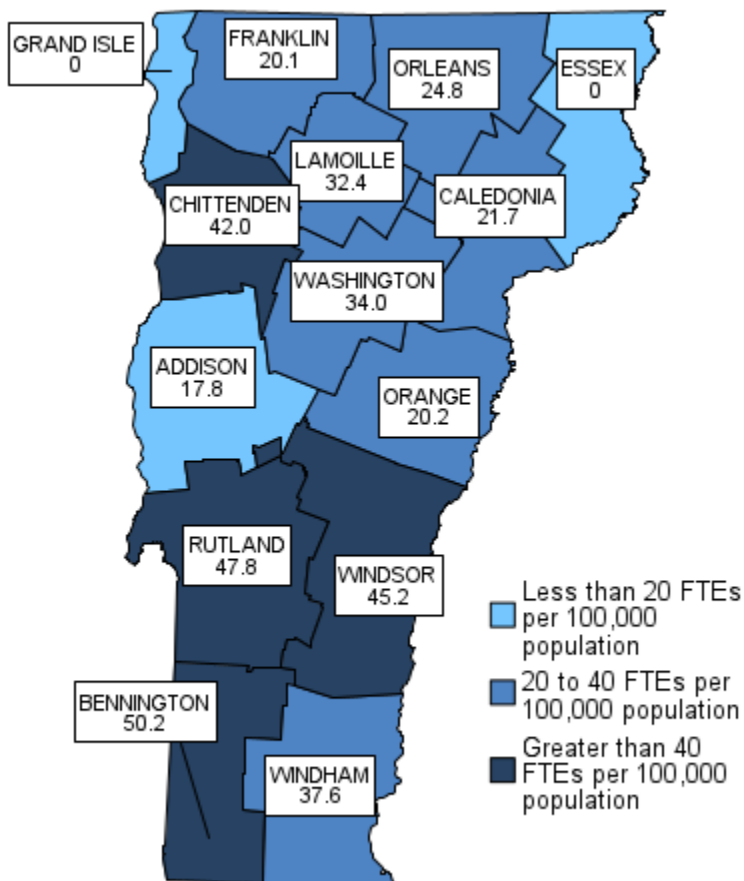 GRAND ISLE
0
FRANKLIN
20.1
ORLEANS
24.8
ESSEX
0
LAMOILLE
32.4
CHITTENDEN
42.0
CALEDONIA
21.7
WASHINGTON
34.0
ADDISON
17.8
ORANGE
20.2
RUTLAND
47.8
WINDSOR
45.2
BENNINGTON
50.2
WINDHAM
37.6
Less than 20 FTEs
per 100,000
population
20 to 40 FTEs per
100,000 population
Greater than 40
FTEs per 100,000
population